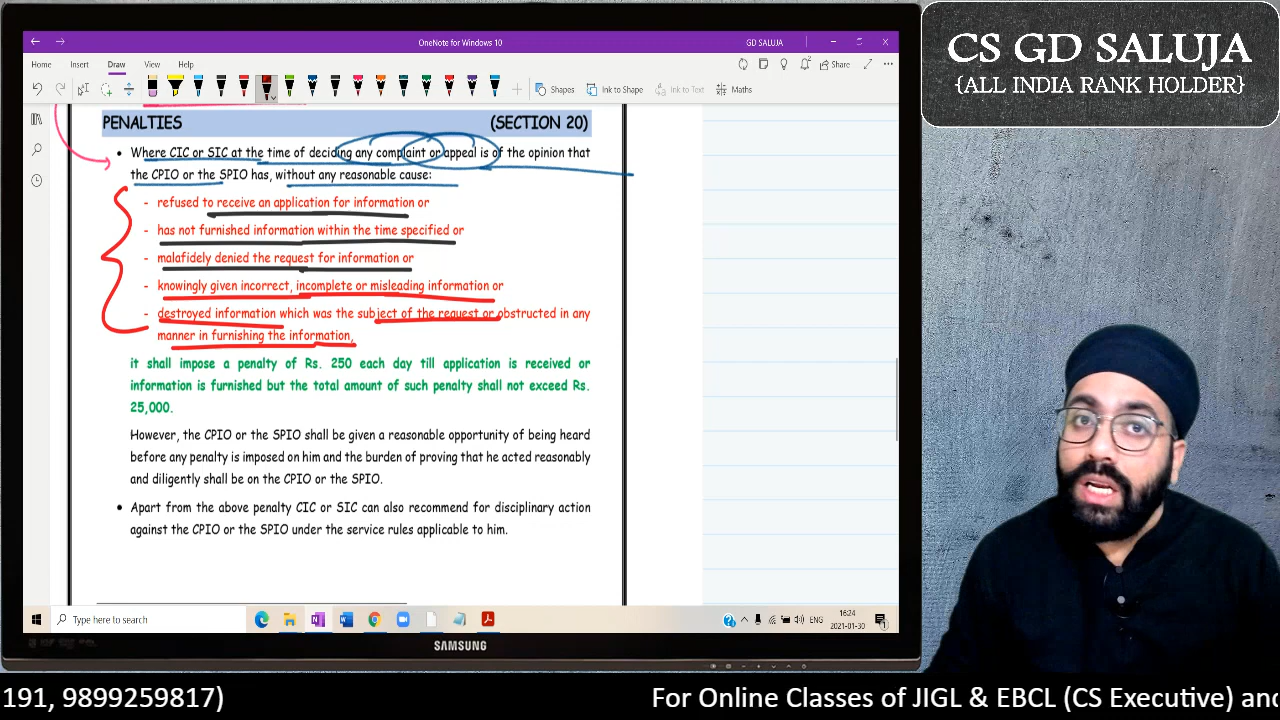 OneNote for Windows 10
GD SALUJA
Home Insert Draw View Help
Share
Shapes Ink to Shape Ink to Text Maths
PENALTIES (SECTION 20)
• Where CIC or SIC at the time of deciding any complaint or appeal is of the opinion that
the CPIO or the SPIO has, without any reasonable cause:
- refused to receive an application for information or
- has not furnished information within the time specified or
- malafidely denied the request for information or
- knowingly given incorrect, incomplete or misleading information or
- destroyed information which was the subject of the request or obstructed in any
manner in furnishing the information,
it shall impose a penalty of Rs. 250 each day till application is received or
information is furnished but the total amount of such penalty shall not exceed Rs.
25,000.
However, the CPIO or the SPIO shall be given a reasonable opportunity of being heard
before any penalty is imposed on him and the burden of proving that he acted reasonably
and diligently shall be on the CPIO or the SPIO.
• Apart from the above penalty CIC or SIC can also recommend for disciplinary action
against the CPIO or the SPIO under the service rules applicable to him.
Type here to search
ENG
16:24
2021-01-30
SAMSUNG
CS GD SALUJA
{ALL INDIA RANK HOLDER}
191, 9899259817) For Online Classes of JIGL & EBCL (CS Executive) and